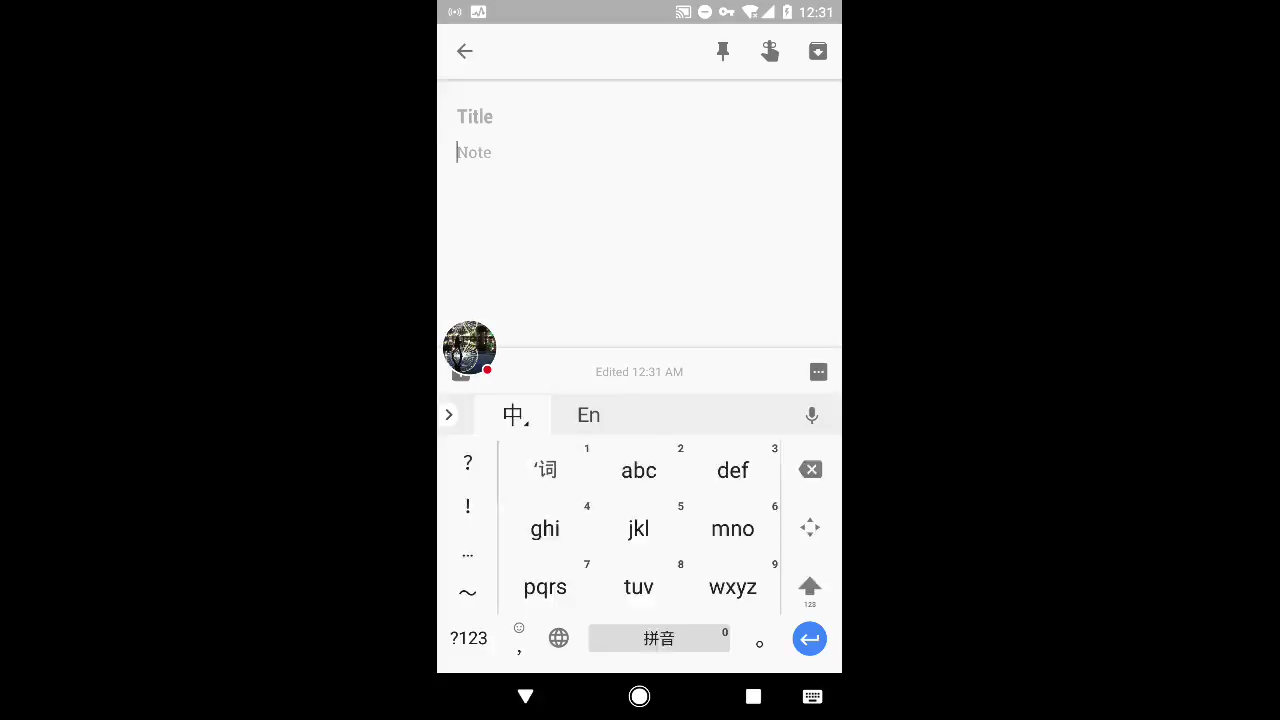 12:31
Title
Note
Edited 12:31 AM
中 En
? ‘词 1 abc 2 def 3
! ghi 4 jkl 5 mno 6
... pqrs 7 tuv 8 wxyz 9
~ 123
?123 , 拼音 0 。